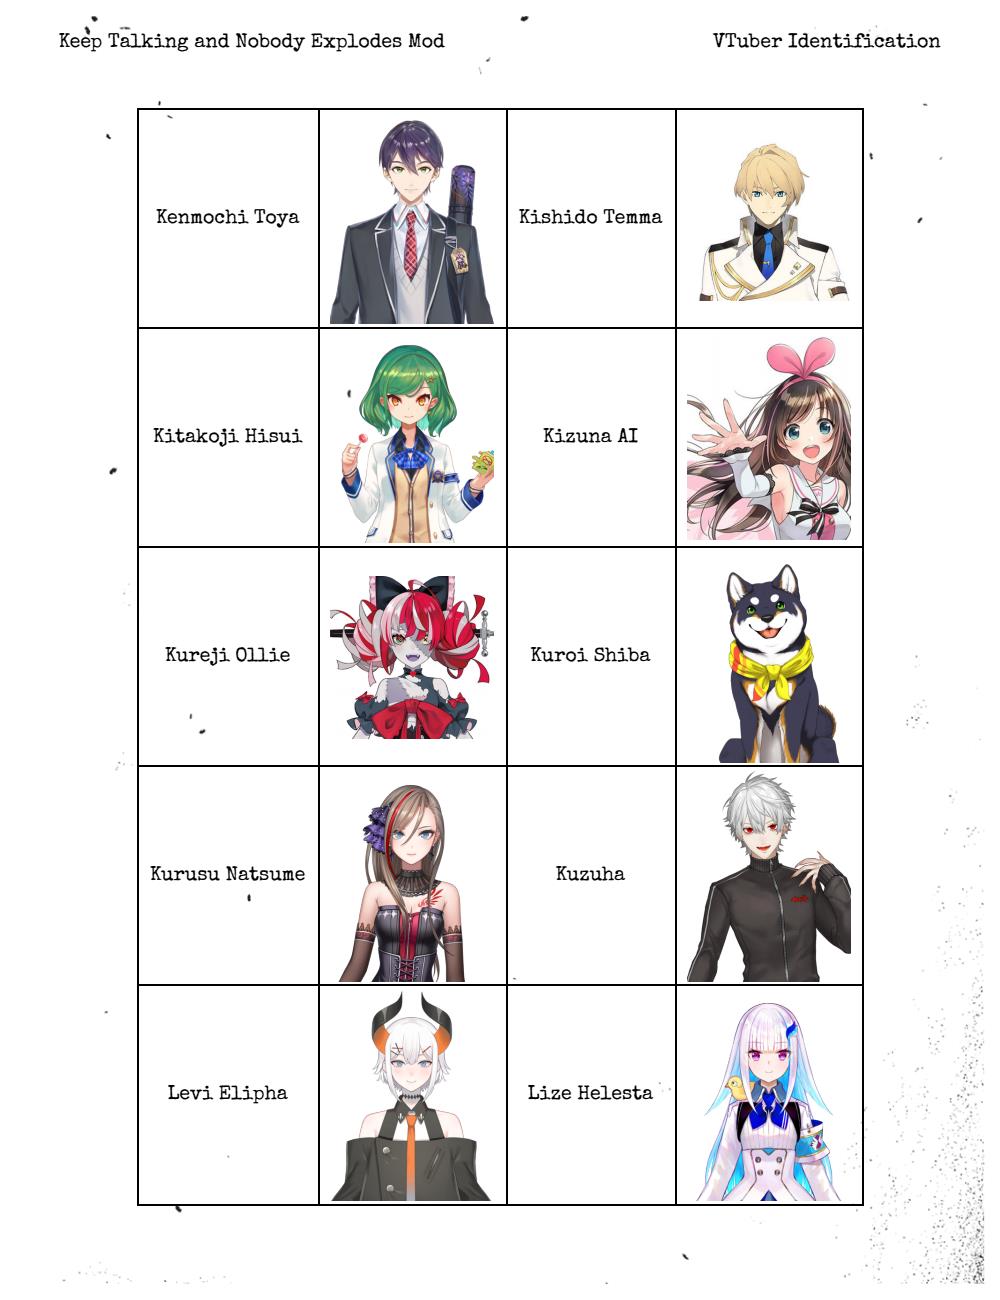 Keep Talking and Nobody Explodes Mod
VTuber Identification
Kenmochi Toya
Kishido Temma
Kitakoji Hisui
Kizuna AI
Kureji Ollie
Kuroi Shiba
Kurusu Natsume
Kuzuha
Levi Elipha
Lize Helesta